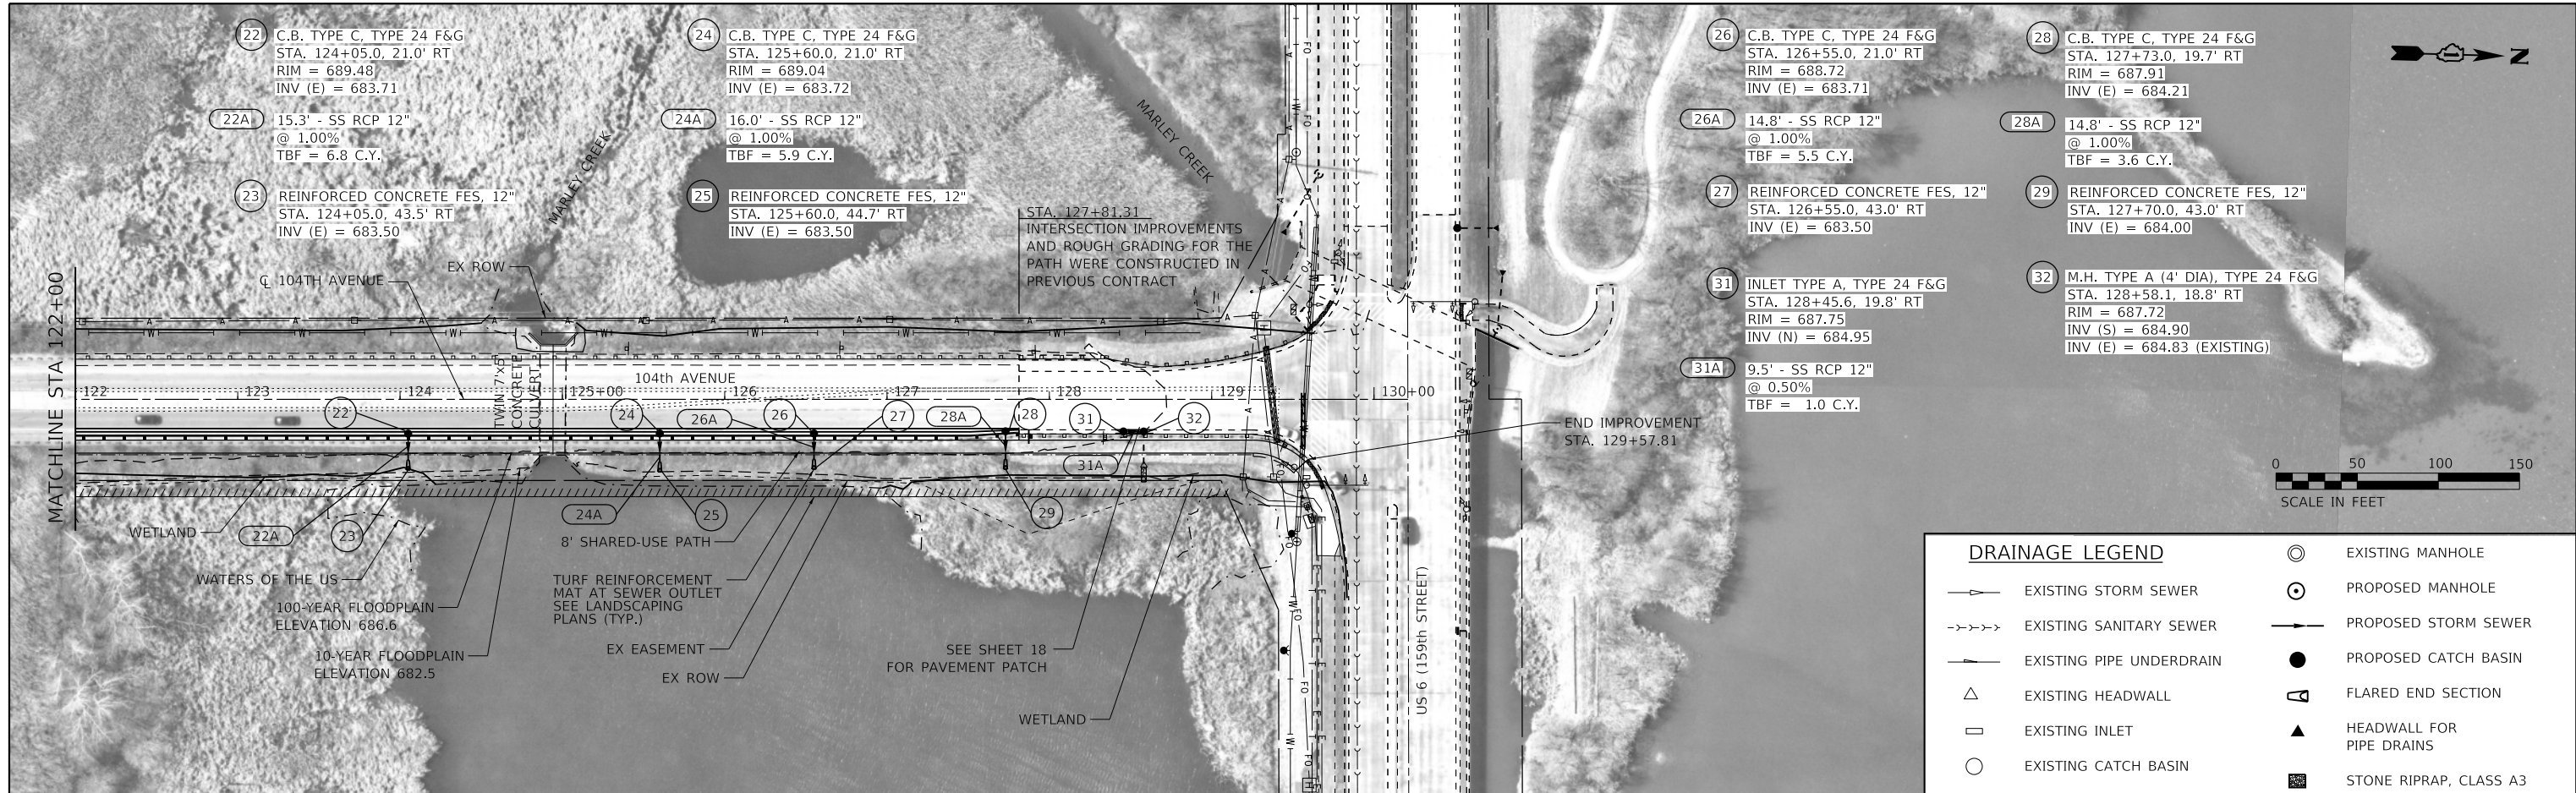 22
C.B. TYPE C, TYPE 24 F&G
STA. 124+05.0, 21.0' RT
RIM = 689.48
INV (E) = 683.71
22A
15.3' - SS RCP 12"
@ 1.00%
TBF = 6.8 C.Y.
23
REINFORCED CONCRETE FES, 12"
STA. 124+05.0, 43.5' RT
INV (E) = 683.50
24
C.B. TYPE C, TYPE 24 F&G
STA. 125+60.0, 21.0' RT
RIM = 689.04
INV (E) = 683.72
24A
16.0' - SS RCP 12"
@ 1.00%
TBF = 5.9 C.Y.
25
REINFORCED CONCRETE FES, 12"
STA. 125+60.0, 44.7' RT
INV (E) = 683.50
26
C.B. TYPE C, TYPE 24 F&G
STA. 126+55.0, 21.0' RT
RIM = 688.72
INV (E) = 683.71
26A
14.8' - SS RCP 12"
@ 1.00%
TBF = 5.5 C.Y.
27
REINFORCED CONCRETE FES, 12"
STA. 126+55.0, 43.0' RT
INV (E) = 683.50
31
INLET TYPE A, TYPE 24 F&G
STA. 128+45.6, 19.8' RT
RIM = 687.75
INV (N) = 684.95
31A
9.5' - SS RCP 12"
@ 0.50%
TBF = 1.0 C.Y.
28
C.B. TYPE C, TYPE 24 F&G
STA. 127+73.0, 19.7' RT
RIM = 687.91
INV (E) = 684.21
28A
14.8' - SS RCP 12"
@ 1.00%
TBF = 3.6 C.Y.
29
REINFORCED CONCRETE FES, 12"
STA. 127+70.0, 43.0' RT
INV (E) = 684.00
32
M.H. TYPE A (4' DIA), TYPE 24 F&G
STA. 128+58.1, 18.8' RT
RIM = 687.72
INV (S) = 684.90
INV (E) = 684.83 (EXISTING)
N
MARLEY CREEK
MARLEY CREEK
STA. 127+81.31
INTERSECTION IMPROVEMENTS
AND ROUGH GRADING FOR THE
PATH WERE CONSTRUCTED IN
PREVIOUS CONTRACT
EX ROW
℄ 104TH AVENUE
MATCHLINE STA 122+00
TWIN 7'x5'
CONCRETE
CULVERT
104th AVENUE
122
123
124
125+00
126
127
128
129
130+00
22
24
26A
26
27
28A
28
31
32
31A
END IMPROVEMENT
STA. 129+57.81
WETLAND
22A
23
24A
25
29
8' SHARED-USE PATH
WATERS OF THE US
100-YEAR FLOODPLAIN
ELEVATION 686.6
10-YEAR FLOODPLAIN
ELEVATION 682.5
TURF REINFORCEMENT
MAT AT SEWER OUTLET
SEE LANDSCAPING
PLANS (TYP.)
EX EASEMENT
EX ROW
SEE SHEET 18
FOR PAVEMENT PATCH
WETLAND
US 6 (159th STREET)
0 50 100 150
SCALE IN FEET
DRAINAGE LEGEND
EXISTING STORM SEWER
EXISTING SANITARY SEWER
EXISTING PIPE UNDERDRAIN
EXISTING HEADWALL
EXISTING INLET
EXISTING CATCH BASIN
EXISTING MANHOLE
PROPOSED MANHOLE
PROPOSED STORM SEWER
PROPOSED CATCH BASIN
FLARED END SECTION
HEADWALL FOR
PIPE DRAINS
STONE RIPRAP, CLASS A3